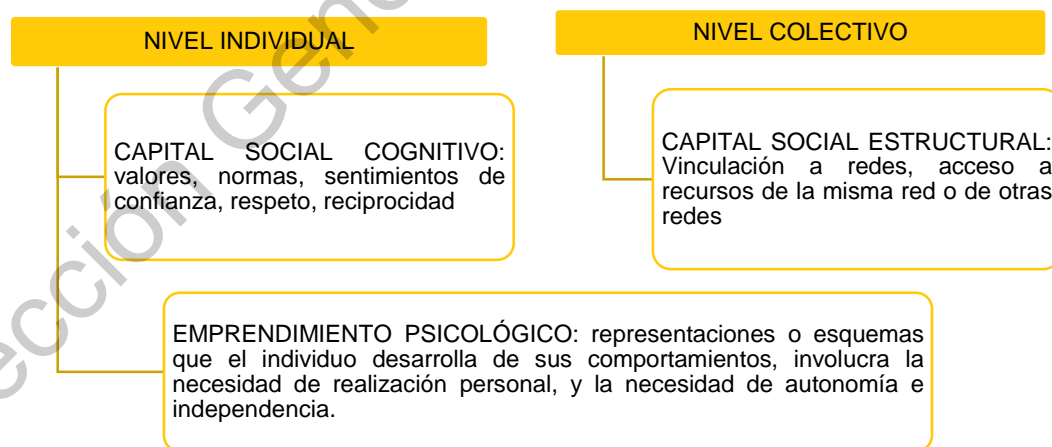 NIVEL INDIVIDUAL
CAPITAL SOCIAL COGNITIVO:
valores, normas, sentimientos de
confianza, respeto, reciprocidad
NIVEL COLECTIVO
CAPITAL SOCIAL ESTRUCTURAL:
Vinculación a redes, acceso a
recursos de la misma red o de otras
redes
EMPRENDIMIENTO PSICOLÓGICO: representaciones o esquemas
que el individuo desarrolla de sus comportamientos, involucra la
necesidad de realización personal, y la necesidad de autonomía e
independencia.